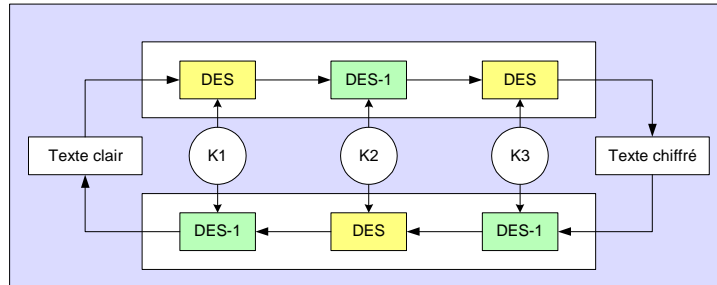 DES
DES-1
DES
Texte clair
K1
K2
K3
Texte chiffré
DES-1
DES
DES-1